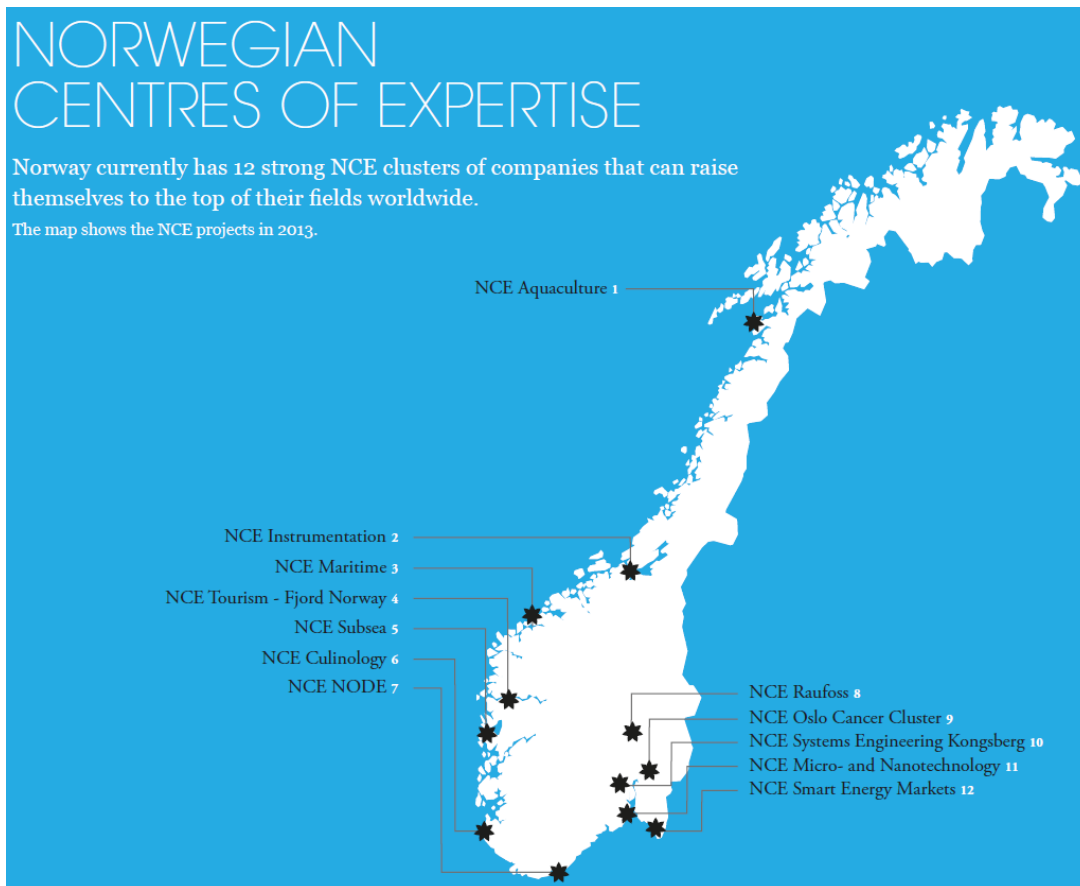 NORWEGIAN
CENTRES OF EXPERTISE
Norway currently has 12 strong NCE clusters of companies that can raise
themselves to the top of their fields worldwide.
The map shows the NCE projects in 2013.
NCE Aquaculture 1
NCE Instrumentation 2
NCE Maritime 3
NCE Tourism - Fjord Norway 4
NCE Subsea 5
NCE Culinology 6
NCE NODE 7
NCE Raufoss 8
NCE Oslo Cancer Cluster 9
NCE Systems Engineering Kongsberg 10
NCE Micro- and Nanotechnology 11
NCE Smart Energy Markets 12